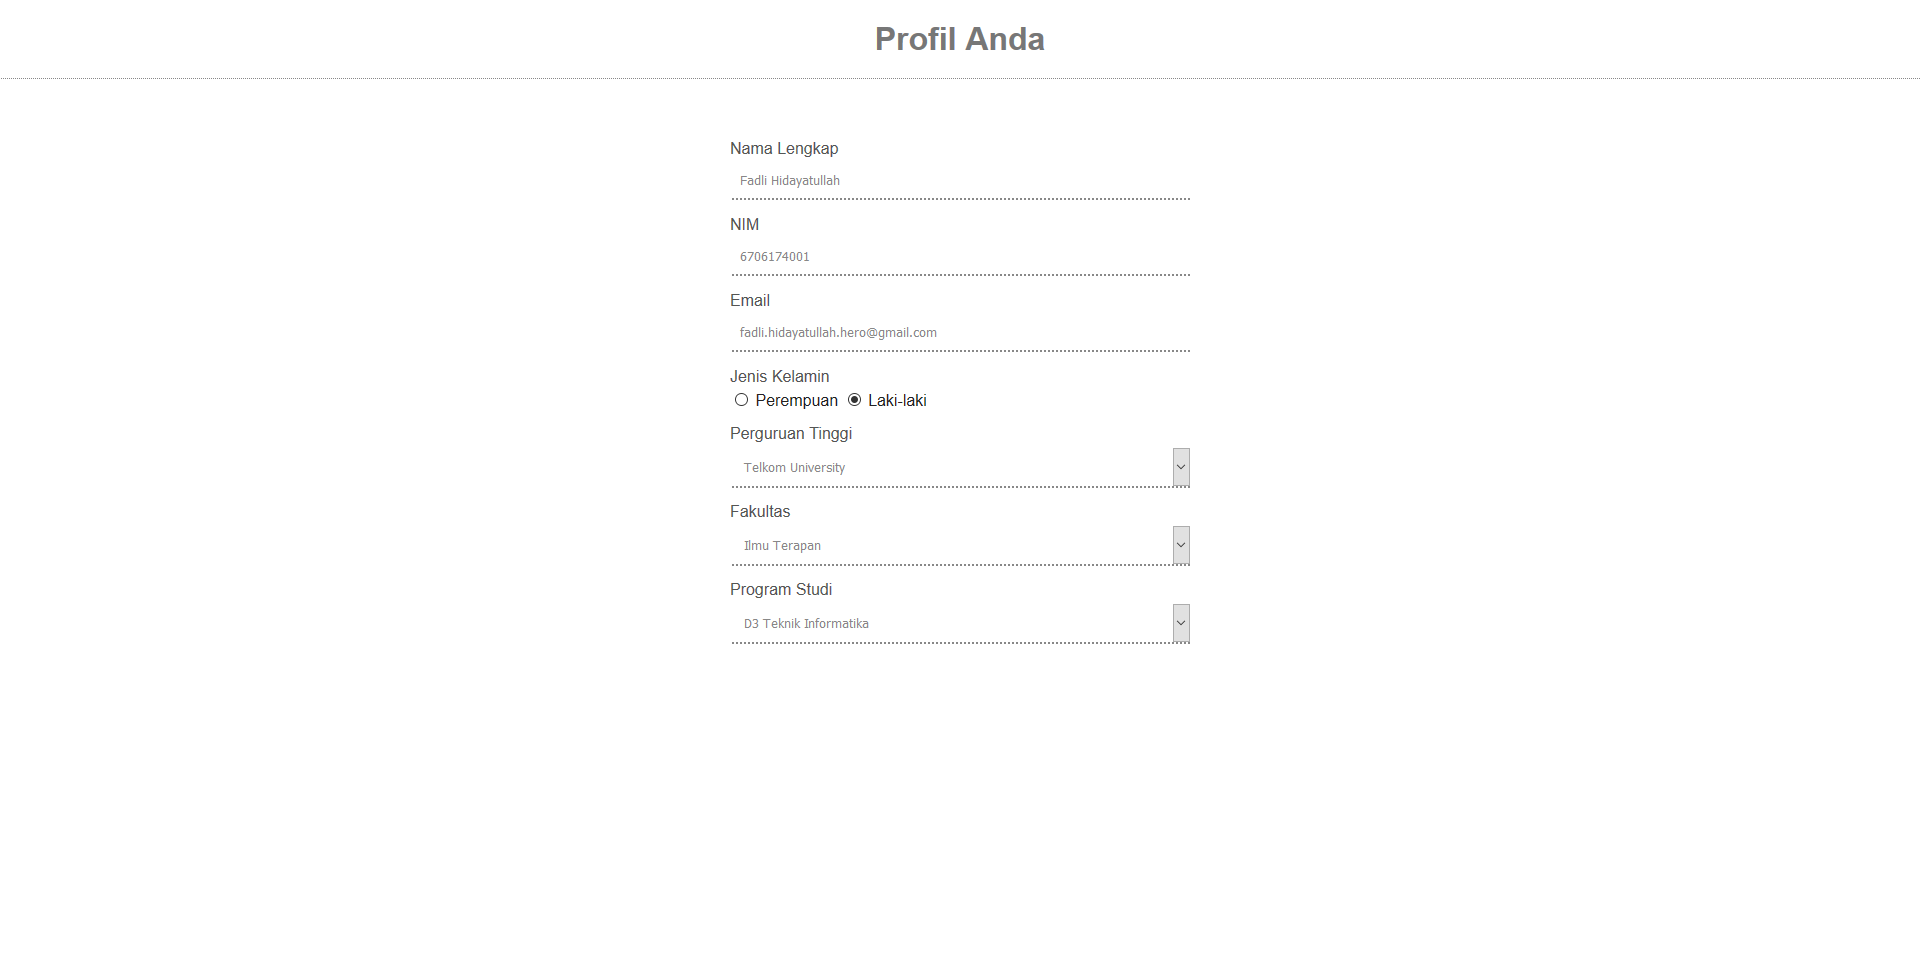 Profil Anda
Nama Lengkap
Fadli Hidayatullah
NIM
6706174001
Email
fadli.hidayatullah.hero@gmail.com
Jenis Kelamin
Perempuan Laki-laki
Perguruan Tinggi
Telkom University
Fakultas
Ilmu Terapan
Program Studi
D3 Teknik Informatika